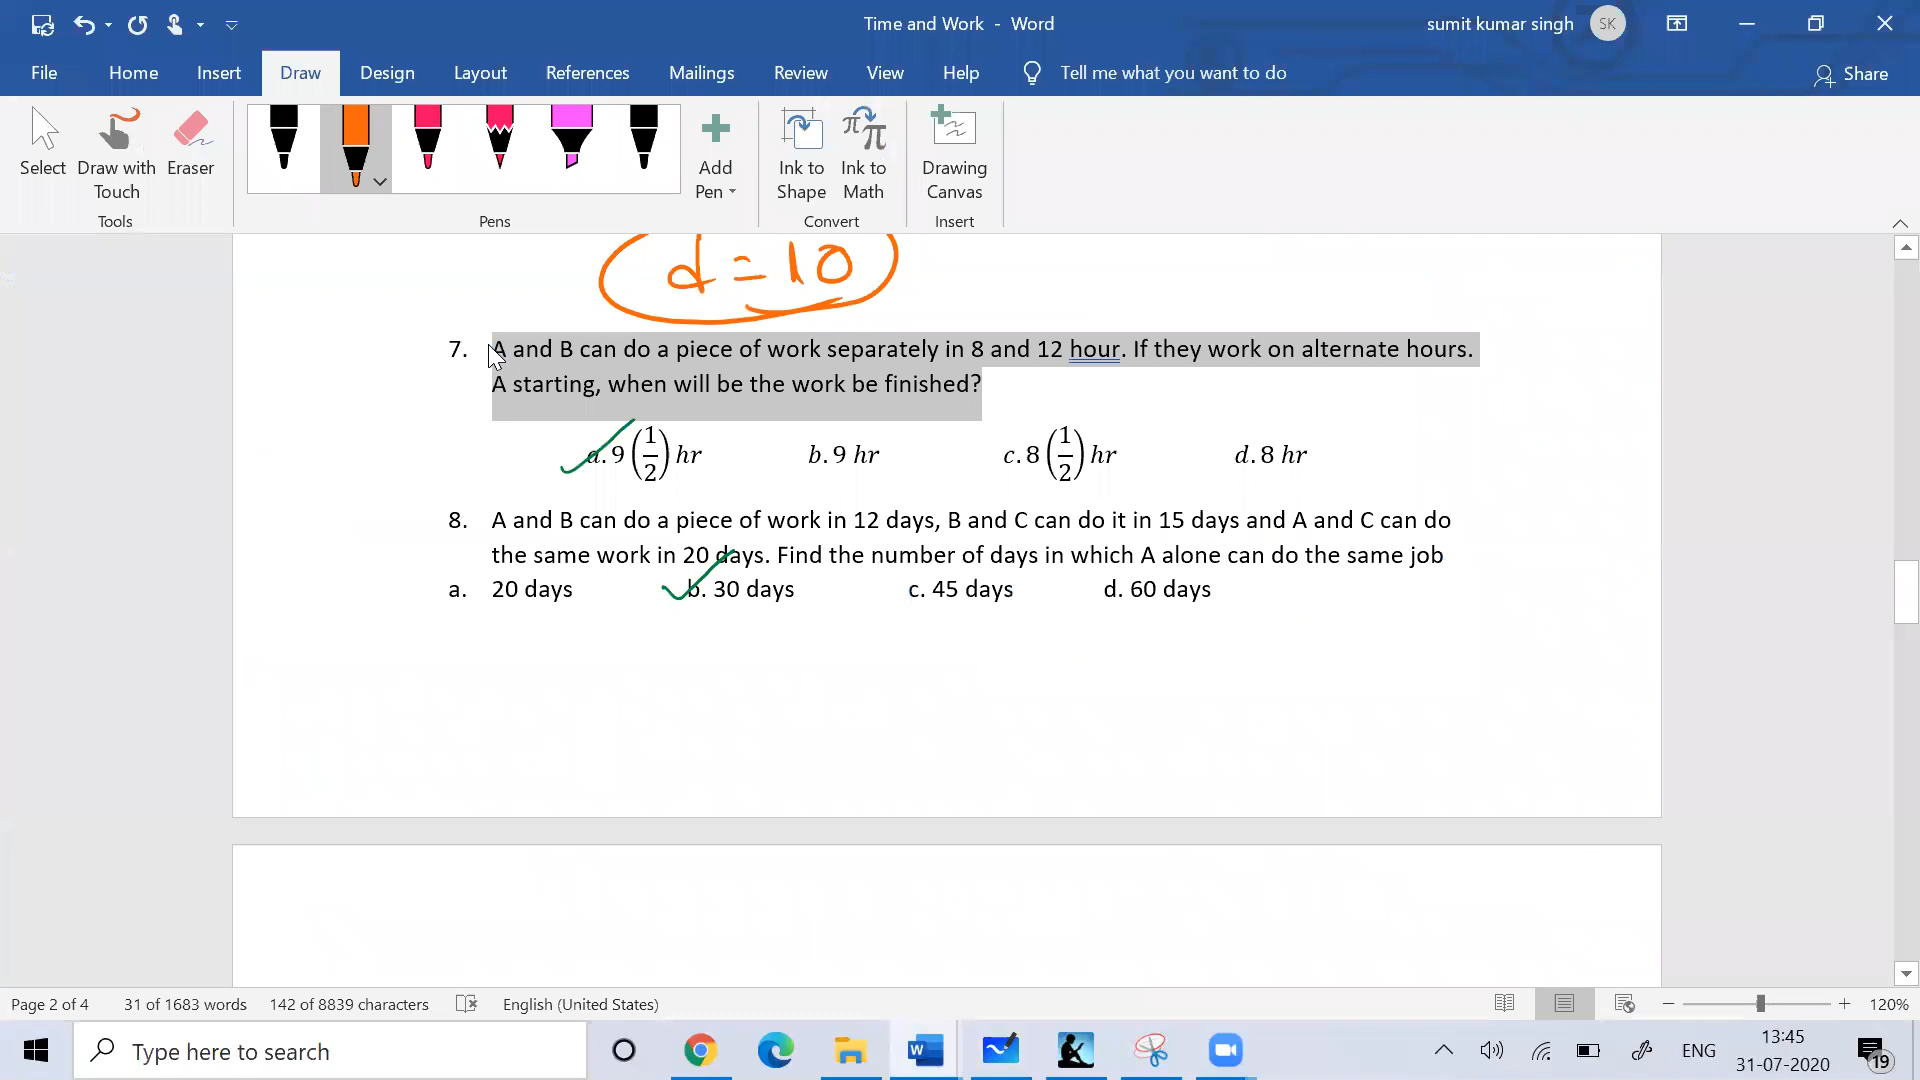 Time and Work - Word
sumit kumar singh
SK
File Home Insert Draw Design Layout References Mailings Review View Help Tell me what you want to do Share
Select Draw with Touch Eraser
Add Pen
Ink to Shape Ink to Math
Drawing Canvas
Tools Pens Convert Insert
d = 10
7. A and B can do a piece of work separately in 8 and 12 hour. If they work on alternate hours.
A starting, when will be the work be finished?
a. 9 (1/2) hr b. 9 hr c. 8 (1/2) hr d. 8 hr
8. A and B can do a piece of work in 12 days, B and C can do it in 15 days and A and C can do
the same work in 20 days. Find the number of days in which A alone can do the same job
a. 20 days b. 30 days c. 45 days d. 60 days
Page 2 of 4 31 of 1683 words 142 of 8839 characters English (United States) 120%
Type here to search
ENG
13:45
31-07-2020
19